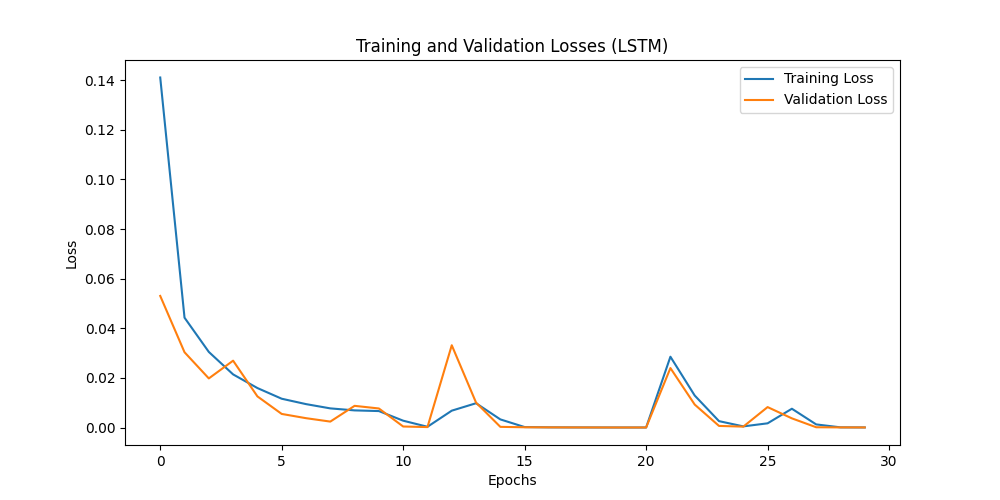 Training and Validation Losses (LSTM)
Training Loss
Validation Loss
0.14
0.12
0.10
0.08
0.06
0.04
0.02
0.00
Loss
0 5 10 15 20 25 30
Epochs